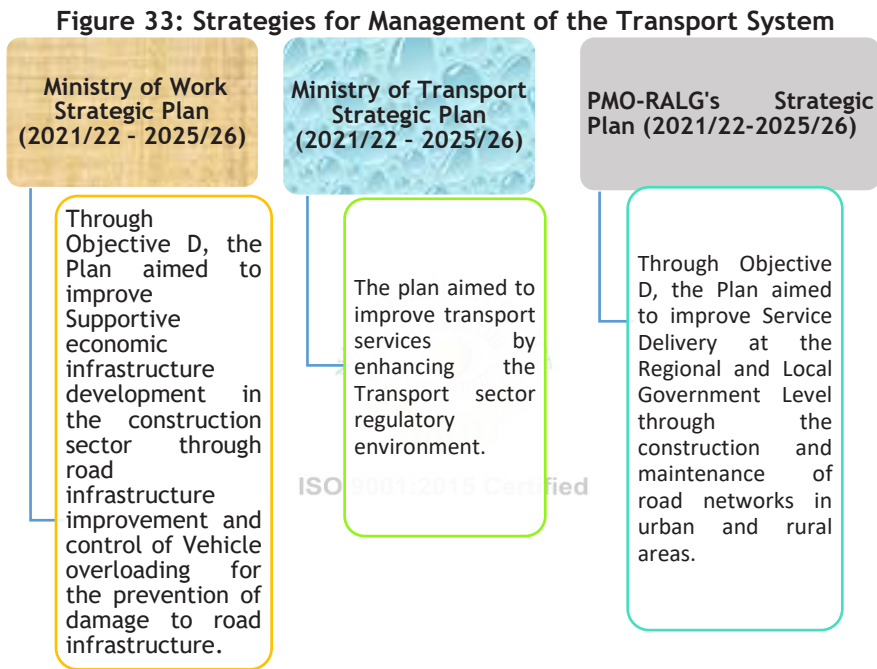 Figure 33: Strategies for Management of the Transport System
Ministry of Work
Strategic Plan
(2021/22 – 2025/26)
Through
Objective D, the
Plan aimed to
improve
Supportive
economic
infrastructure
development in
the construction
sector through
road
infrastructure
improvement and
control of Vehicle
overloading for
the prevention of
damage to road
infrastructure.
Ministry of Transport
Strategic Plan
(2021/22 – 2025/26)
The plan aimed to
improve transport
services by
enhancing the
Transport sector
regulatory
environment.
PMO-RALG's Strategic
Plan (2021/22-2025/26)
Through Objective
D, the Plan aimed
to improve Service
Delivery at the
Regional and Local
Government Level
through the
construction and
maintenance of
road networks in
urban and rural
areas.
ISO 9001:2015 Certified